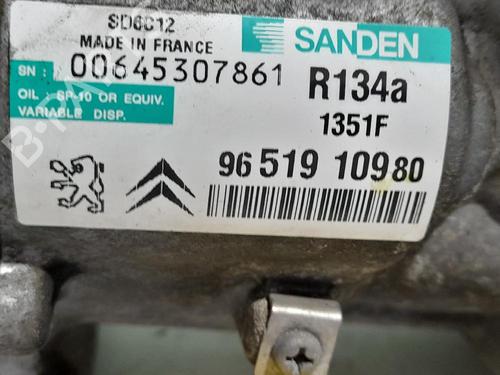 SD6C12
MADE IN FRANCE
SANDEN
SN : 00645307861
R134a
OIL : SP-10 OR EQUIV.
VARIABLE DISP.
1351F
96 519 109 80